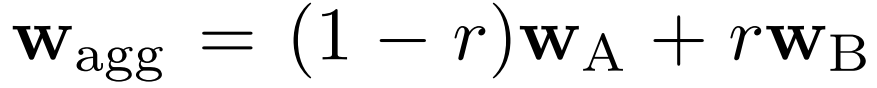 w_agg = (1 − r)w_A + rw_B